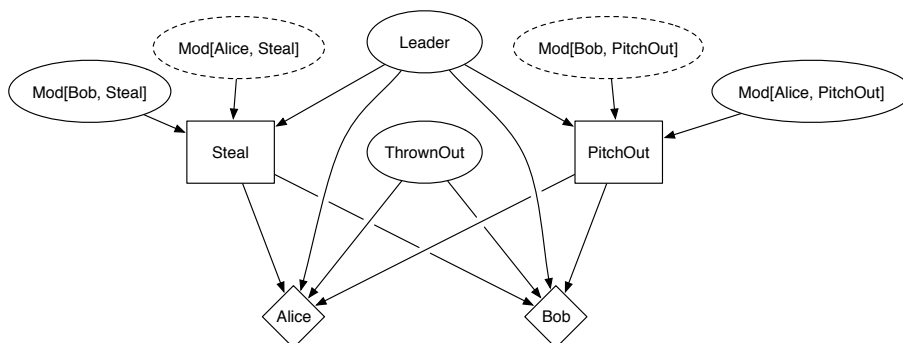 Mod[Alice, Steal]
Leader
Mod[Bob, PitchOut]
Mod[Bob, Steal]
Mod[Alice, PitchOut]
Steal
ThrownOut
PitchOut
Alice
Bob